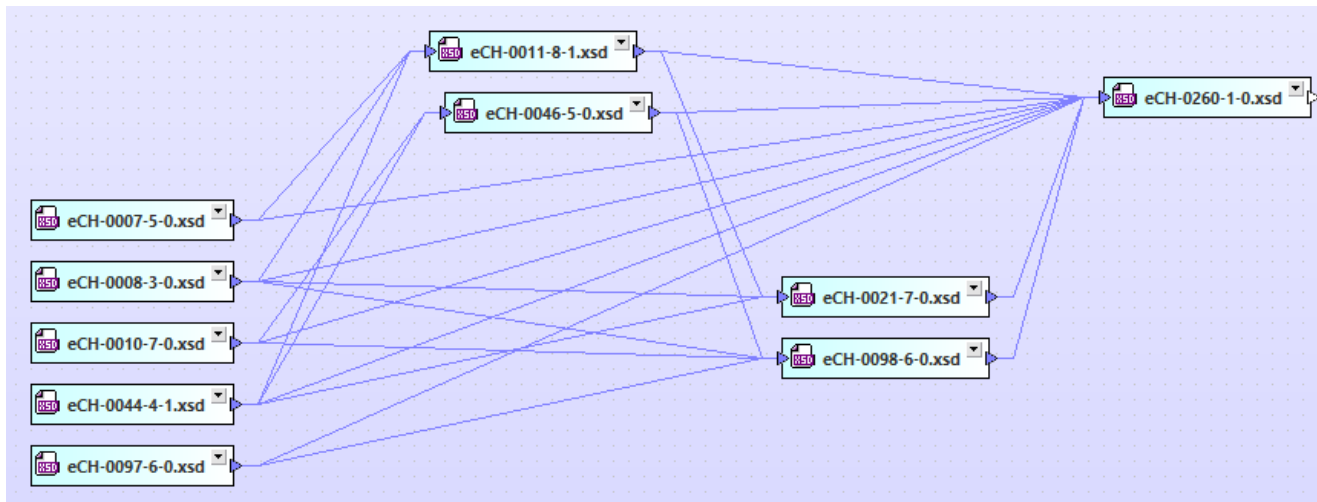 eCH-0011-8-1.xsd
eCH-0260-1-0.xsd
eCH-0046-5-0.xsd
eCH-0007-5-0.xsd
eCH-0008-3-0.xsd
eCH-0021-7-0.xsd
eCH-0010-7-0.xsd
eCH-0098-6-0.xsd
eCH-0044-4-1.xsd
eCH-0097-6-0.xsd